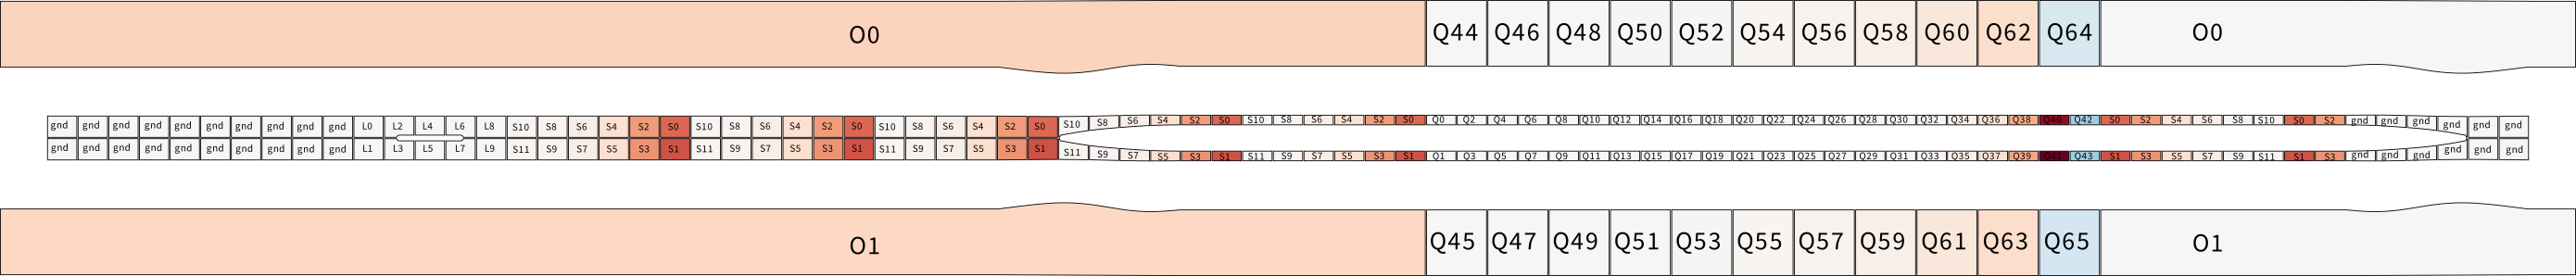 O0 Q44 Q46 Q48 Q50 Q52 Q54 Q56 Q58 Q60 Q62 Q64 O0
gnd gnd gnd gnd gnd gnd gnd gnd gnd gnd L0 L2 L4 L6 L8 S10 S8 S6 S4 S2 S0 S10 S8 S6 S4 S2 S0 S10 S8 S6 S4 S2 S0 S10 S8 S6 S4 S2 S0 S10 S8 S6 S4 S2 S0 Q0 Q2 Q4 Q6 Q8 Q10 Q12 Q14 Q16 Q18 Q20 Q22 Q24 Q26 Q28 Q30 Q32 Q34 Q36 Q38 Q40 Q42 S0 S2 S4 S6 S8 S10 S0 S2 gnd gnd gnd gnd gnd gnd
gnd gnd gnd gnd gnd gnd gnd gnd gnd gnd L1 L3 L5 L7 L9 S11 S9 S7 S5 S3 S1 S11 S9 S7 S5 S3 S1 S11 S9 S7 S5 S3 S1 S11 S9 S7 S5 S3 S1 S11 S9 S7 S5 S3 S1 Q1 Q3 Q5 Q7 Q9 Q11 Q13 Q15 Q17 Q19 Q21 Q23 Q25 Q27 Q29 Q31 Q33 Q35 Q37 Q39 Q41 Q43 S1 S3 S5 S7 S9 S11 S1 S3 gnd gnd gnd gnd gnd gnd
O1 Q45 Q47 Q49 Q51 Q53 Q55 Q57 Q59 Q61 Q63 Q65 O1